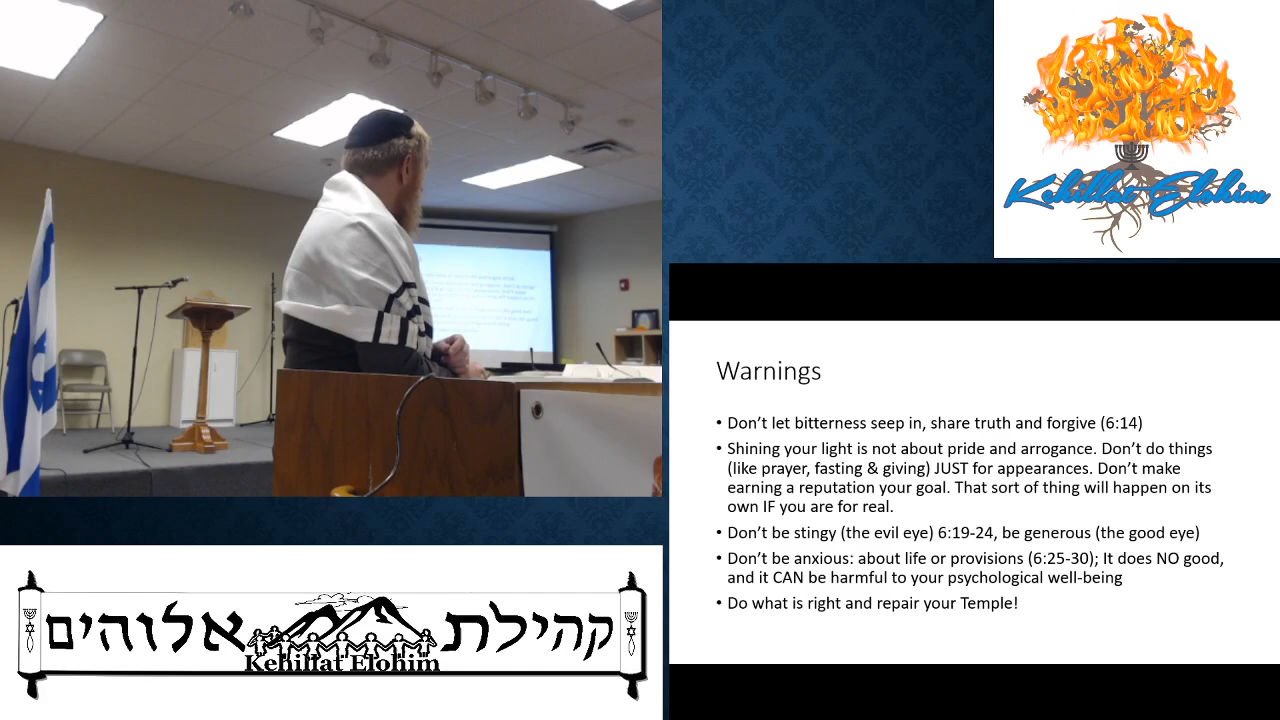 Kehillat Elohim
Warnings
• Don’t let bitterness seep in, share truth and forgive (6:14)
• Shining your light is not about pride and arrogance. Don’t do things
(like prayer, fasting & giving) JUST for appearances. Don’t make
earning a reputation your goal. That sort of thing will happen on its
own IF you are for real.
• Don’t be stingy (the evil eye) 6:19-24, be generous (the good eye)
• Don’t be anxious: about life or provisions (6:25-30); It does NO good,
and it CAN be harmful to your psychological well-being
• Do what is right and repair your Temple!
קהילת אלוהים
Kehillat Elohim